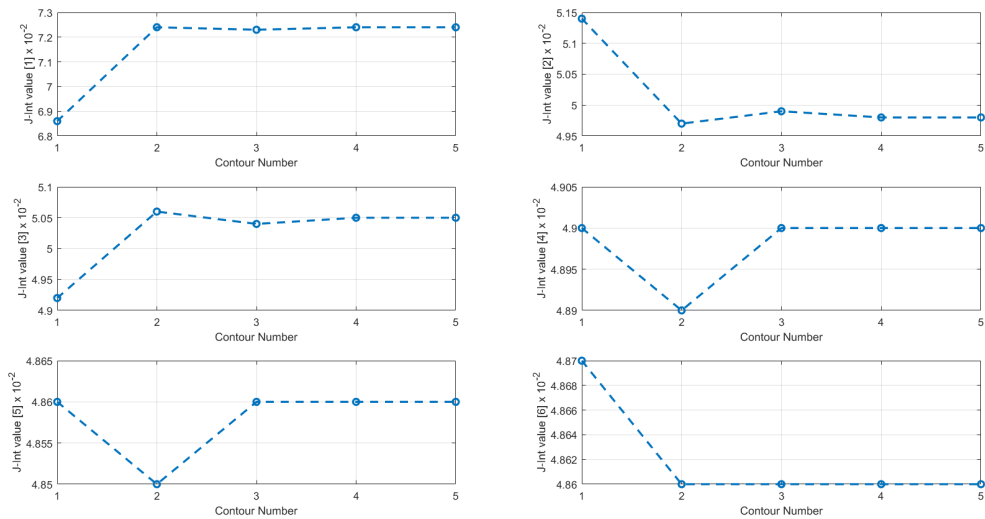 7.3
7.2
7.1
7
6.9
6.8
J-Int value [1] x 10-2
1 2 3 4 5
Contour Number
5.15
5.1
5.05
5
4.95
J-Int value [2] x 10-2
1 2 3 4 5
Contour Number
5.1
5.05
5
4.95
4.9
J-Int value [3] x 10-2
1 2 3 4 5
Contour Number
4.905
4.9
4.895
4.89
J-Int value [4] x 10-2
1 2 3 4 5
Contour Number
4.865
4.86
4.855
4.85
J-Int value [5] x 10-2
1 2 3 4 5
Contour Number
4.87
4.868
4.866
4.864
4.862
4.86
J-Int value [6] x 10-2
1 2 3 4 5
Contour Number